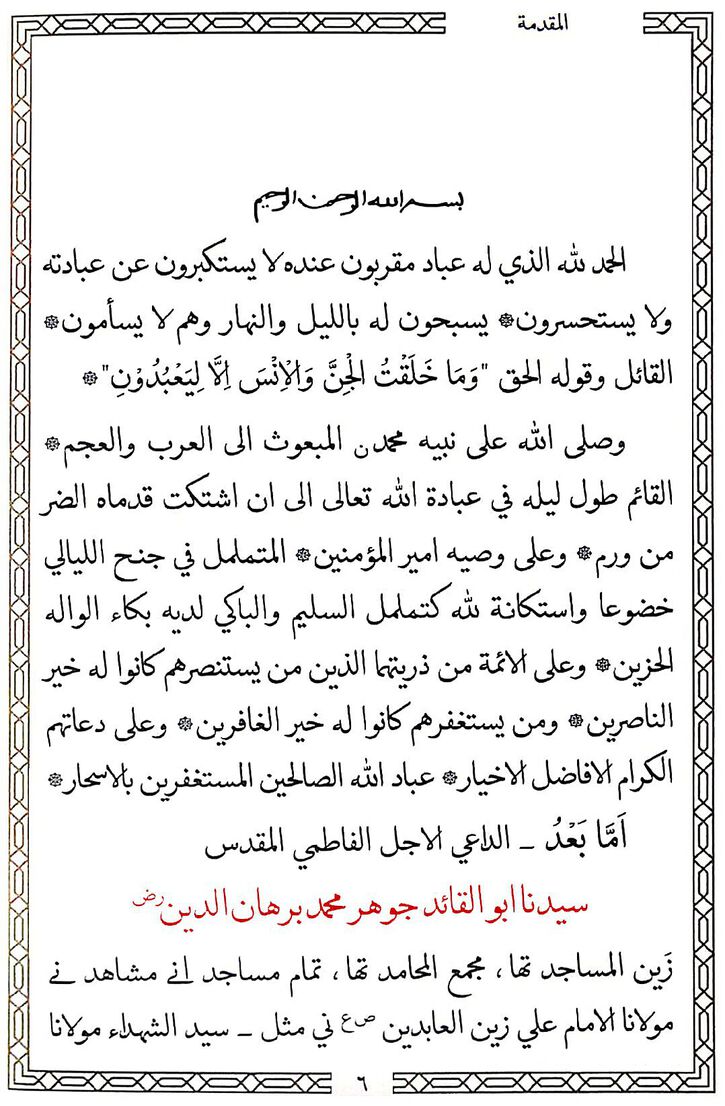 المقدمة
بسم الله الرحمن الرحيم
الحمد لله الذي له عباد مقربون عنده لا يستكبرون عن عبادته
ولا يستحسرون۞ يسبحون له بالليل والنهار وهم لا يسأمون۞
القائل وقوله الحق "وَمَا خَلَقْتُ الْجِنَّ وَالْاِنْسَ اِلَّا لِيَعْبُدُوْنِ"۞
وصلى الله على نبيه محمدن المبعوث الى العرب والعجم۞
القائم طول ليله في عبادة الله تعالى الى ان اشتكت قدماه الضر
من ورم۞ وعلى وصيه امير المؤمنين۞ المتململ في جنح الليالي
خضوعا واستكانة لله كتململ السليم والباكي لديه بكاء الواله
الحزين۞ وعلى الائمة من ذريتهما الذين من يستنصرهم كانوا له خير
الناصرين۞ ومن يستغفرهم كانوا له خير الغافرين۞ وعلى دعاتهم
الكرام الافاضل الاخيار۞ عباد الله الصالحين المستغفرين بالاسحار۞
اَمَّا بَعْدُ – الداعي الاجل الفاطمي المقدس
سيدنا ابو القائد جوهر محمد برهان الدين رض
زَين المساجد تھا، مجمع المحامد تھا، تمام مساجد انے مشاهد نے
مولانا الامام علي زين العابدين ص ع ني مثل – سيد الشهداء مولانا
٦